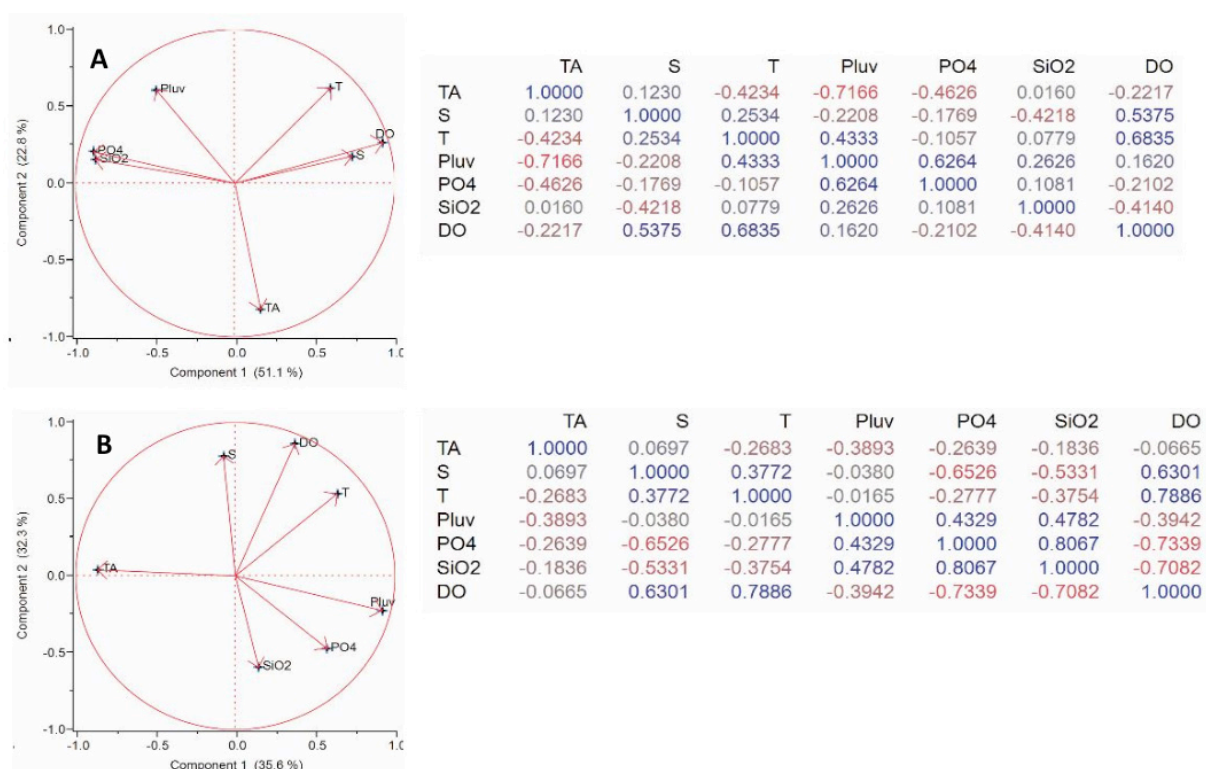 A
1.0
0.5
0.0
-0.5
-1.0
Component 2 (22.8 %)
Pluv
T
DO
S
PO4
SiO2
TA
-1.0 -0.5 0.0 0.5 1.0
Component 1 (51.1 %)
TA S T Pluv PO4 SiO2 DO
TA 1.0000 0.1230 -0.4234 -0.7166 -0.4626 0.0160 -0.2217
S 0.1230 1.0000 0.2534 -0.2208 -0.1769 -0.4218 0.5375
T -0.4234 0.2534 1.0000 0.4333 -0.1057 0.0779 0.6835
Pluv -0.7166 -0.2208 0.4333 1.0000 0.6264 0.2626 0.1620
PO4 -0.4626 -0.1769 -0.1057 0.6264 1.0000 0.1081 -0.2102
SiO2 0.0160 -0.4218 0.0779 0.2626 0.1081 1.0000 -0.4140
DO -0.2217 0.5375 0.6835 0.1620 -0.2102 -0.4140 1.0000
B
1.0
0.5
0.0
-0.5
-1.0
Component 2 (32.3 %)
S
DO
T
TA
Pluv
PO4
SiO2
-1.0 -0.5 0.0 0.5 1.0
Component 1 (35.6 %)
TA S T Pluv PO4 SiO2 DO
TA 1.0000 0.0697 -0.2683 -0.3893 -0.2639 -0.1836 -0.0665
S 0.0697 1.0000 0.3772 -0.0380 -0.6526 -0.5331 0.6301
T -0.2683 0.3772 1.0000 -0.0165 -0.2777 -0.3754 0.7886
Pluv -0.3893 -0.0380 -0.0165 1.0000 0.4329 0.4782 -0.3942
PO4 -0.2639 -0.6526 -0.2777 0.4329 1.0000 0.8067 -0.7339
SiO2 -0.1836 -0.5331 -0.3754 0.4782 0.8067 1.0000 -0.7082
DO -0.0665 0.6301 0.7886 -0.3942 -0.7339 -0.7082 1.0000